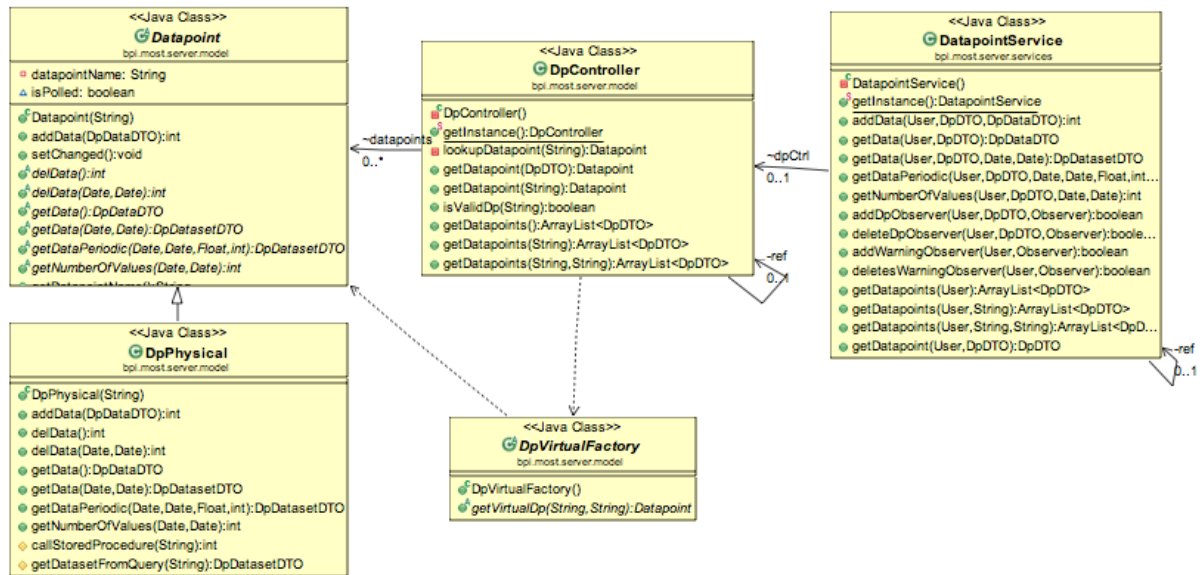 <<Java Class>>
Datapoint
bpi.most.server.model
datapointName: String
isPolled: boolean
Datapoint(String)
addData(DpDataDTO):int
setChanged():void
delData():int
delData(Date,Date):int
getData():DpDataDTO
getData(Date,Date):DpDatasetDTO
getDataPeriodic(Date,Date,Float,int):DpDatasetDTO
getNumberOfValues(Date,Date):int
getDatapointName():String
<<Java Class>>
DpPhysical
bpi.most.server.model
DpPhysical(String)
addData(DpDataDTO):int
delData():int
delData(Date,Date):int
getData():DpDataDTO
getData(Date,Date):DpDatasetDTO
getDataPeriodic(Date,Date,Float,int):DpDatasetDTO
getNumberOfValues(Date,Date):int
callStoredProcedure(String):int
getDatasetFromQuery(String):DpDatasetDTO
~datapoints
0..*
<<Java Class>>
DpController
bpi.most.server.model
DpController()
getInstance():DpController
lookupDatapoint(String):Datapoint
getDatapoint(DpDTO):Datapoint
getDatapoint(String):Datapoint
isValidDp(String):boolean
getDatapoints():ArrayList<DpDTO>
getDatapoints(String):ArrayList<DpDTO>
getDatapoints(String,String):ArrayList<DpDTO>
-ref
0..1
<<Java Class>>
DpVirtualFactory
bpi.most.server.model
DpVirtualFactory()
getVirtualDp(String,String):Datapoint
~dpCtrl
0..1
<<Java Class>>
DatapointService
bpi.most.server.services
DatapointService()
getInstance():DatapointService
addData(User,DpDTO,DpDataDTO):int
getData(User,DpDTO):DpDataDTO
getData(User,DpDTO,Date,Date):DpDatasetDTO
getDataPeriodic(User,DpDTO,Date,Date,Float,int...
getNumberOfValues(User,DpDTO,Date,Date):int
addDpObserver(User,DpDTO,Observer):boolean
deleteDpObserver(User,DpDTO,Observer):boole...
addWarningObserver(User,Observer):boolean
deletesWarningObserver(User,Observer):boolean
getDatapoints(User):ArrayList<DpDTO>
getDatapoints(User,String):ArrayList<DpDTO>
getDatapoints(User,String,String):ArrayList<DpD...
getDatapoint(User,DpDTO):DpDTO
-ref
0..1